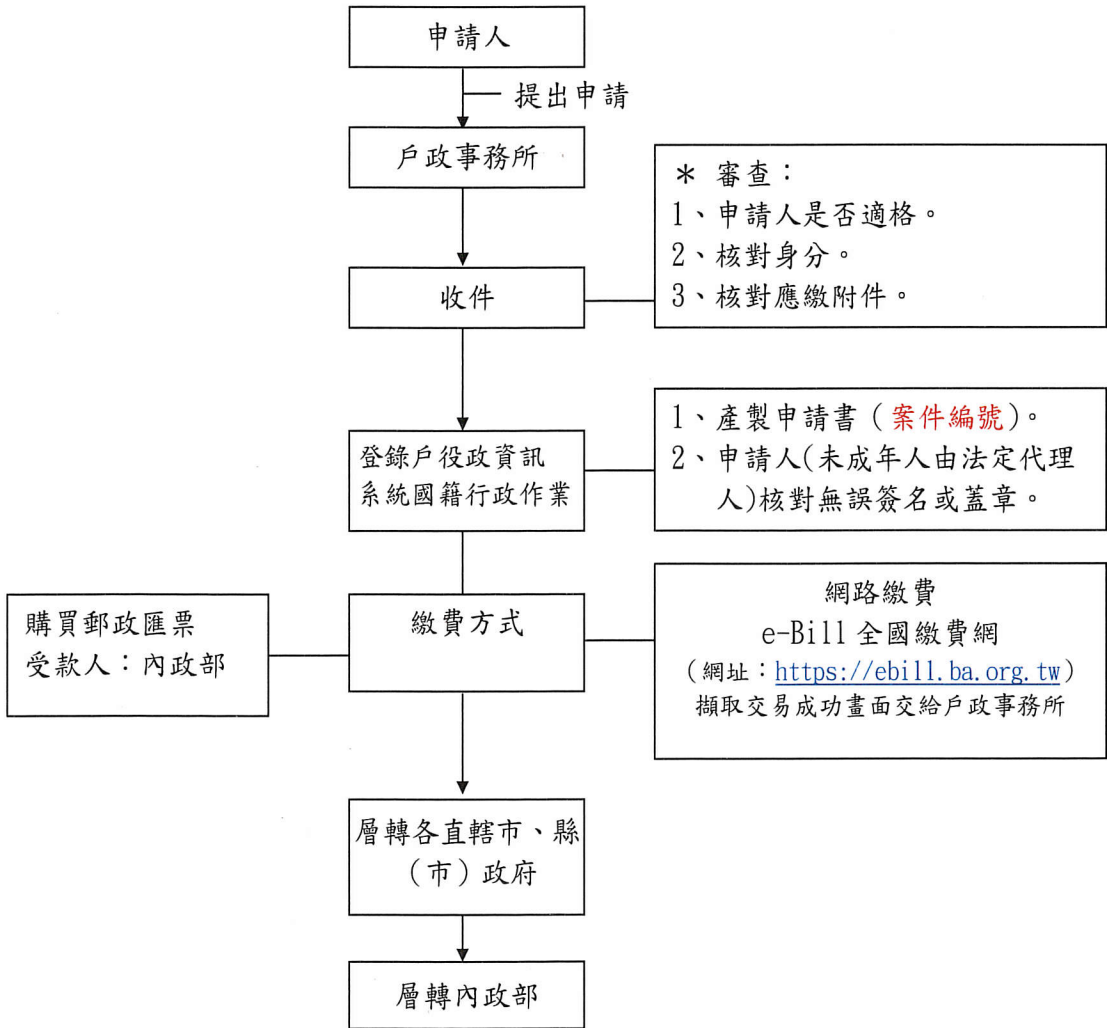 申請人
提出申請
戶政事務所
收件
＊ 審查：
1、申請人是否適格。
2、核對身分。
3、核對應繳附件。
登錄戶役政資訊
系統國籍行政作業
1、產製申請書（案件編號）。
2、申請人(未成年人由法定代理
人)核對無誤簽名或蓋章。
購買郵政匯票
受款人：內政部
繳費方式
網路繳費
e-Bill 全國繳費網
（網址：https://ebill.ba.org.tw）
擷取交易成功畫面交給戶政事務所
層轉各直轄市、縣
（市）政府
層轉內政部